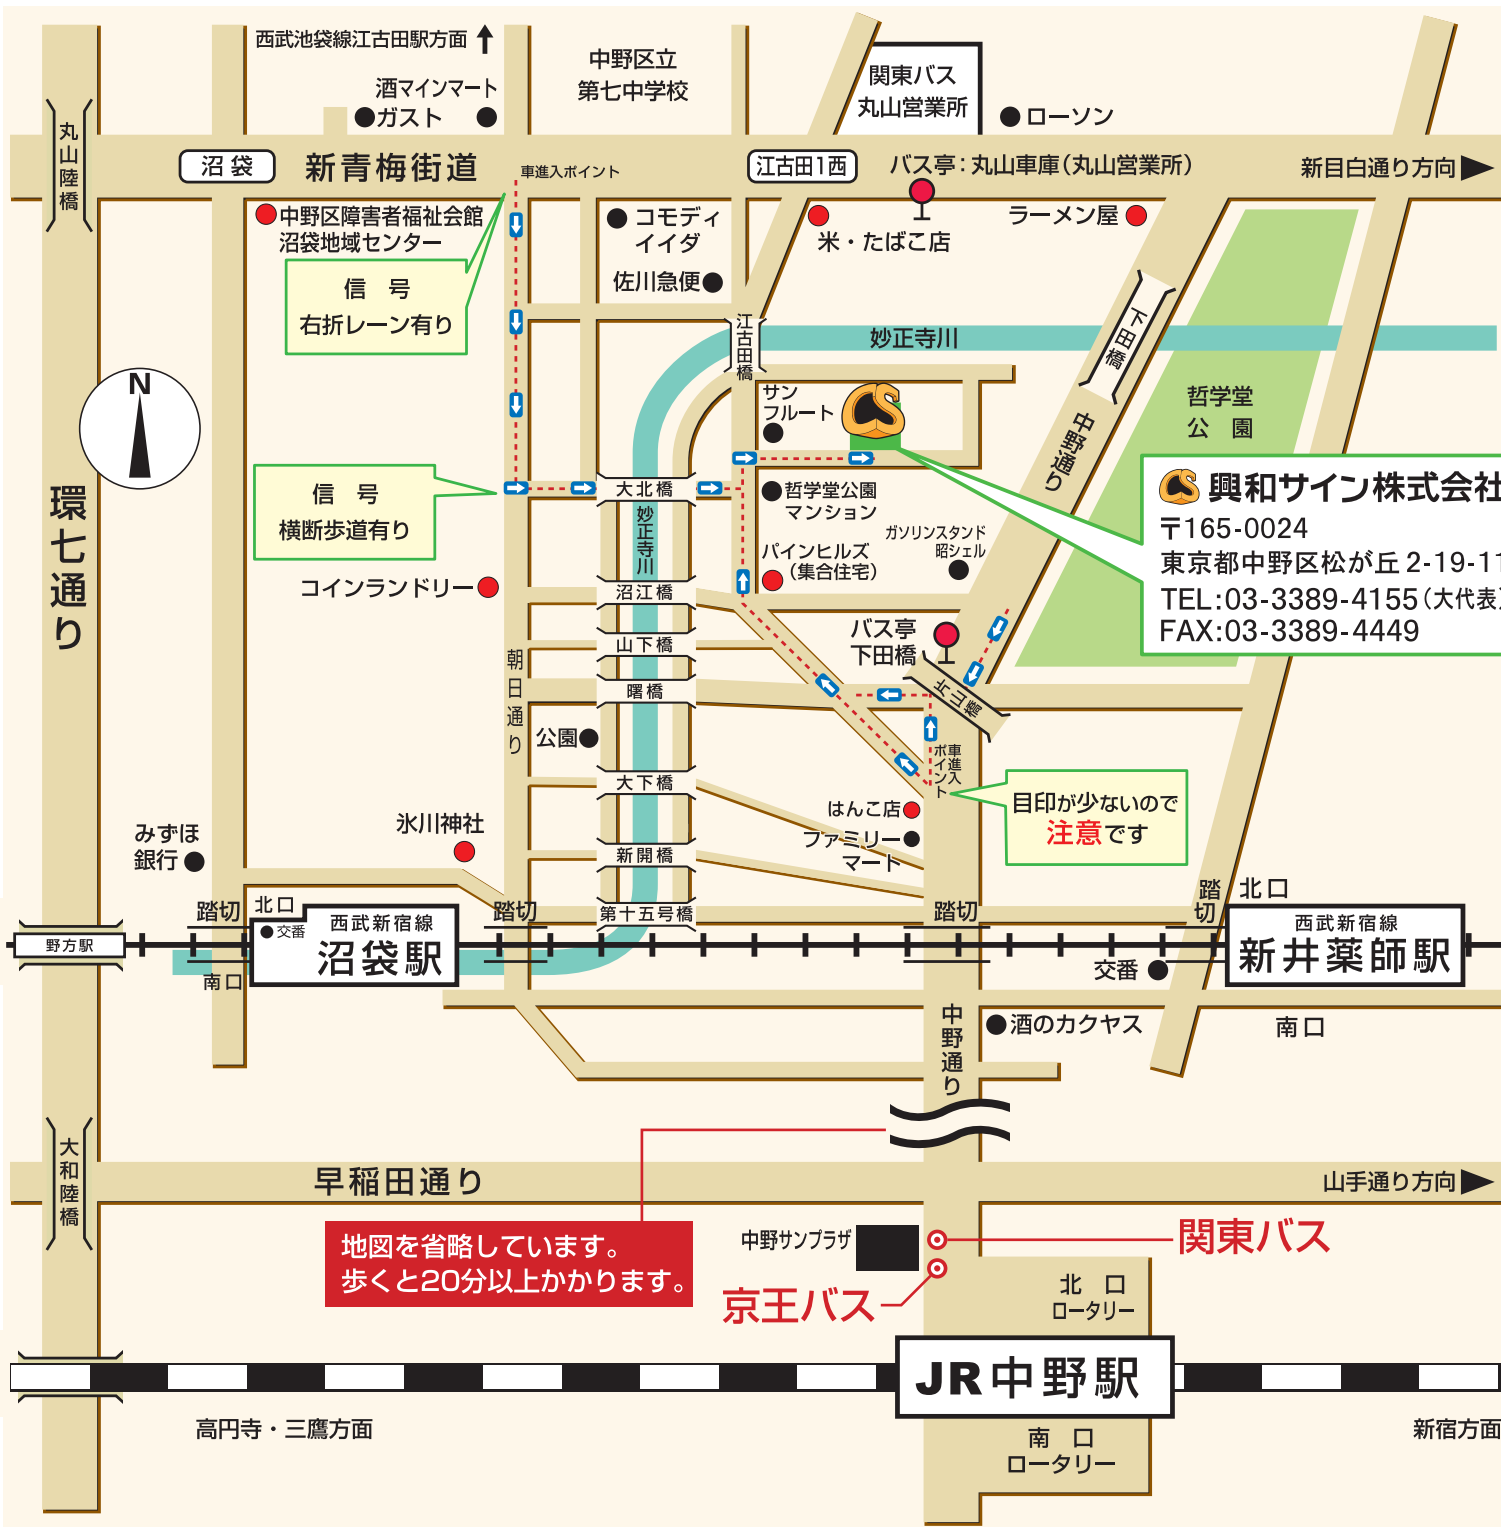 西武池袋線江古田駅方面
中野区立
第七中学校
関東バス
丸山営業所
酒マインマート
ガスト
ローソン
丸山陸橋
沼袋
新青梅街道
車進入ポイント
江古田1西
バス亭:丸山車庫(丸山営業所)
新目白通り方向
中野区障害者福祉会館
沼袋地域センター
コモディ
イイダ
米・たばこ店
ラーメン屋
信 号
右折レーン有り
佐川急便
江古田橋
妙正寺川
下田橋
N
サン
フルート
哲学堂
公 園
中野通り
信 号
横断歩道有り
大北橋
哲学堂公園
マンション
興和サイン株式会社
〒165-0024
東京都中野区松が丘2-19-11
TEL:03-3389-4155(大代表)
FAX:03-3389-4449
環七通り
妙正寺川
ガソリンスタンド
昭シェル
パインヒルズ
(集合住宅)
コインランドリー
沼江橋
山下橋
バス亭
下田橋
朝日通り
曙橋
片山橋
公園
車進入
ポイント
大下橋
目印が少ないので
注意です
はんこ店
ファミリー
マート
氷川神社
みずほ
銀行
新開橋
踏切
北口
交番
西武新宿線
沼袋駅
踏切
第十五号橋
踏切
踏切
北口
西武新宿線
新井薬師駅
野方駅
南口
交番
中野通り
酒のカクヤス
南口
大和陸橋
早稲田通り
山手通り方向
地図を省略しています。
歩くと20分以上かかります。
中野サンプラザ
関東バス
京王バス
北 口
ロータリー
JR中野駅
高円寺・三鷹方面
新宿方面
南 口
ロータリー